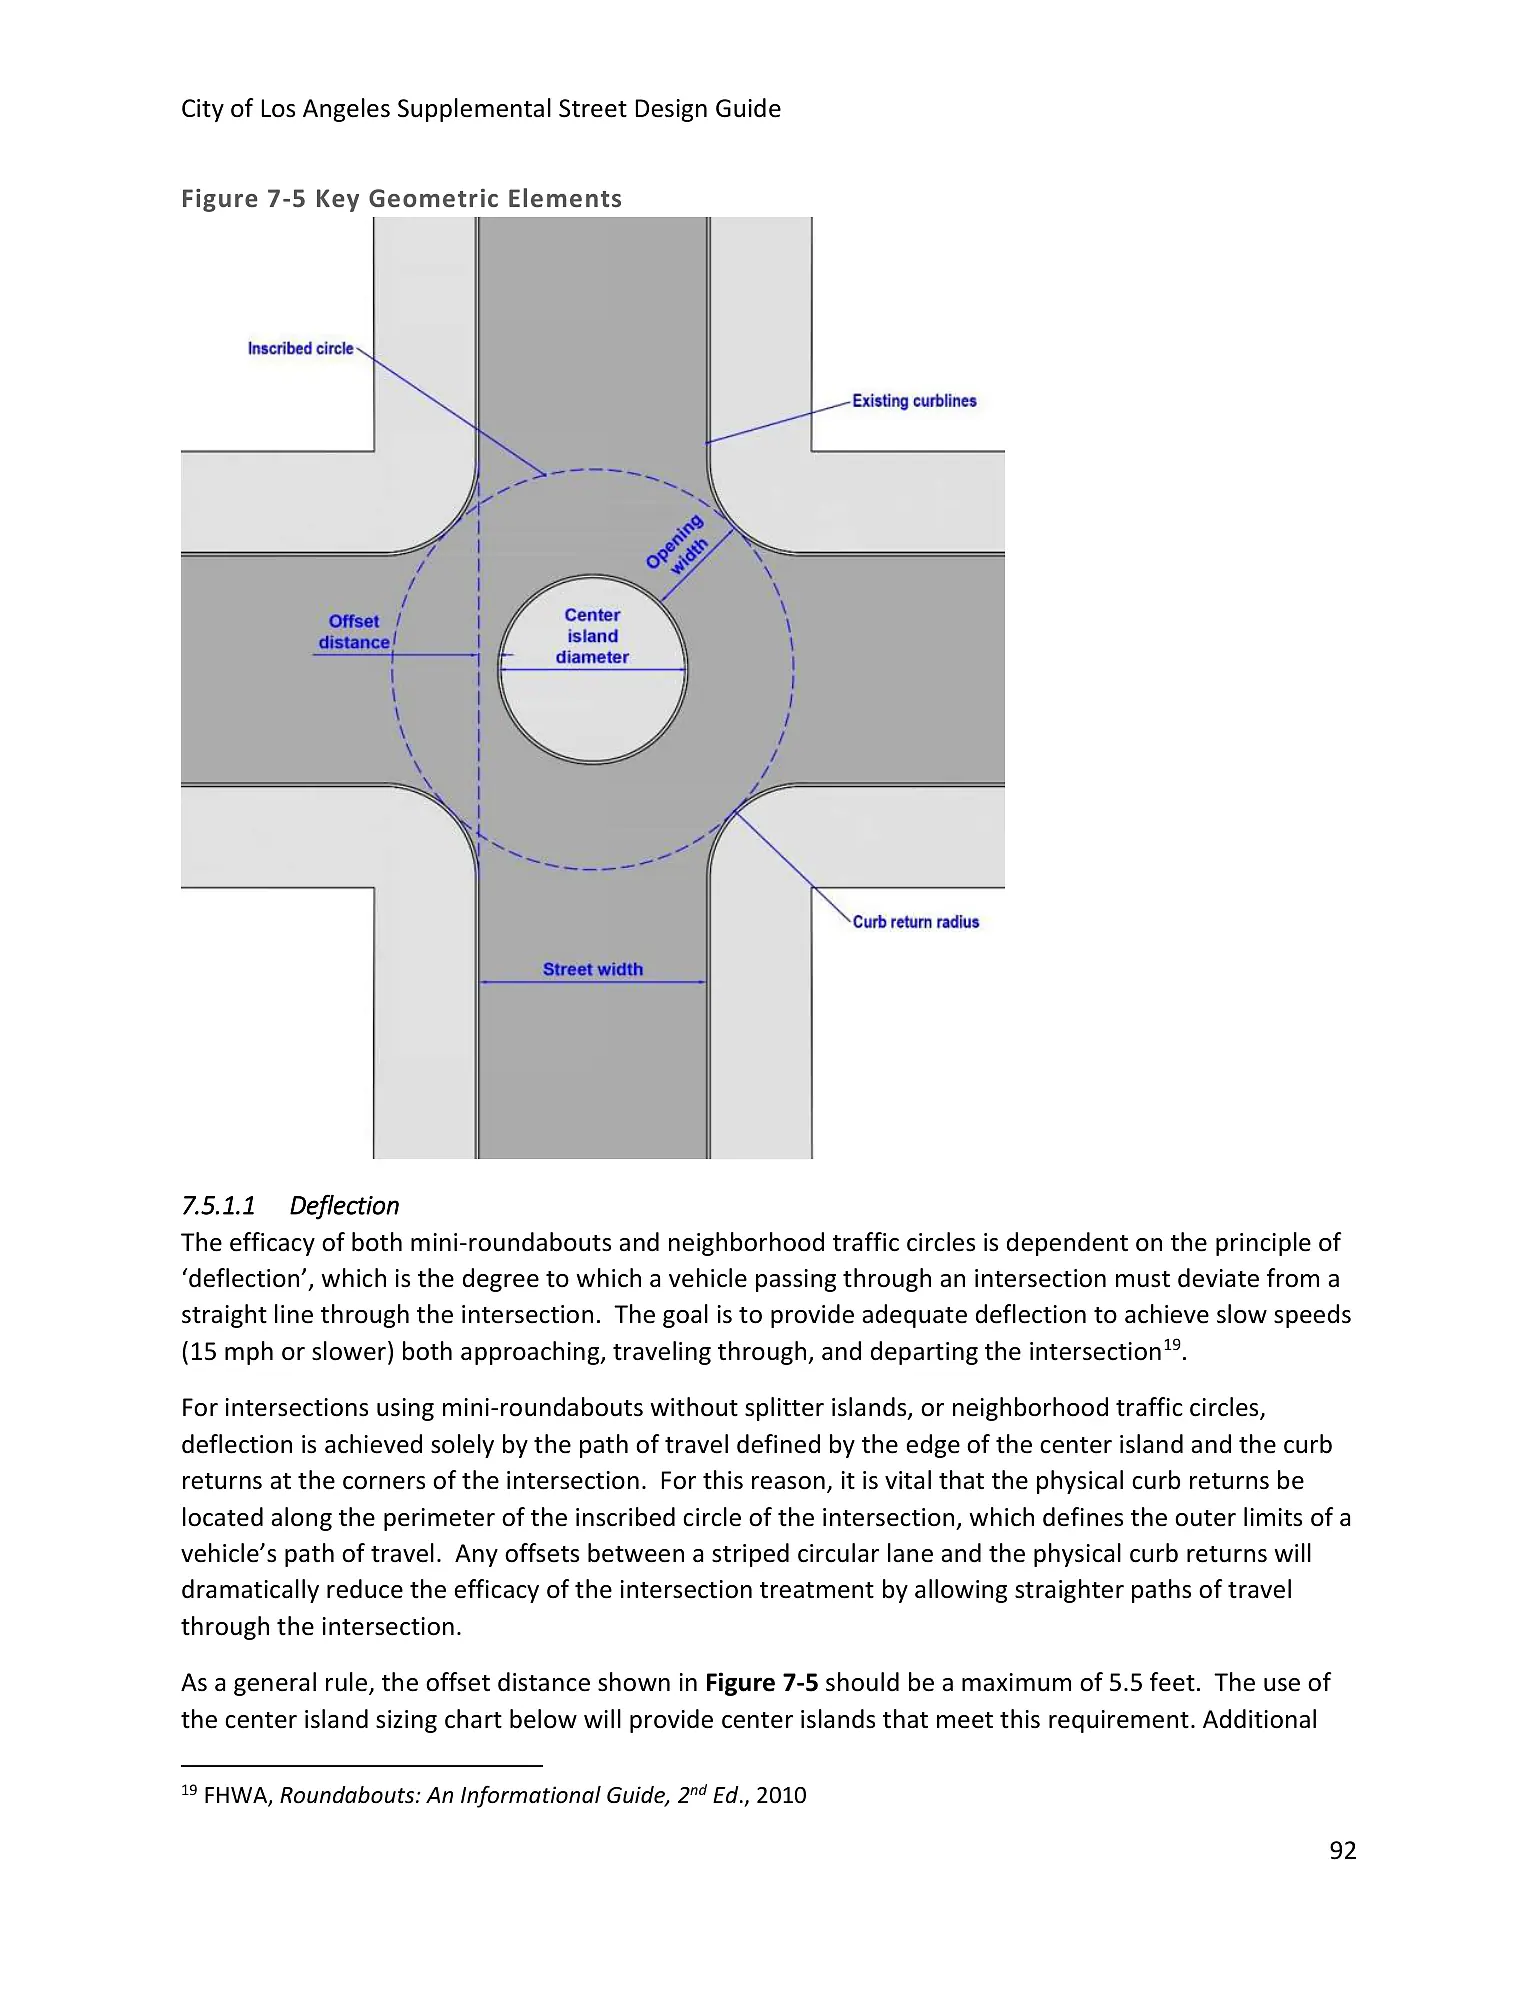 City of Los Angeles Supplemental Street Design Guide
Figure 7-5 Key Geometric Elements
Inscribed circle
Existing curblines
Opening
width
Offset
distance
Center
island
diameter
Curb return radius
Street width
7.5.1.1 Deflection
The efficacy of both mini-roundabouts and neighborhood traffic circles is dependent on the principle of
‘deflection’, which is the degree to which a vehicle passing through an intersection must deviate from a
straight line through the intersection.  The goal is to provide adequate deflection to achieve slow speeds
(15 mph or slower) both approaching, traveling through, and departing the intersection19.
For intersections using mini-roundabouts without splitter islands, or neighborhood traffic circles,
deflection is achieved solely by the path of travel defined by the edge of the center island and the curb
returns at the corners of the intersection.  For this reason, it is vital that the physical curb returns be
located along the perimeter of the inscribed circle of the intersection, which defines the outer limits of a
vehicle’s path of travel.  Any offsets between a striped circular lane and the physical curb returns will
dramatically reduce the efficacy of the intersection treatment by allowing straighter paths of travel
through the intersection.
As a general rule, the offset distance shown in Figure 7-5 should be a maximum of 5.5 feet.  The use of
the center island sizing chart below will provide center islands that meet this requirement. Additional
19 FHWA, Roundabouts: An Informational Guide, 2nd Ed., 2010
92